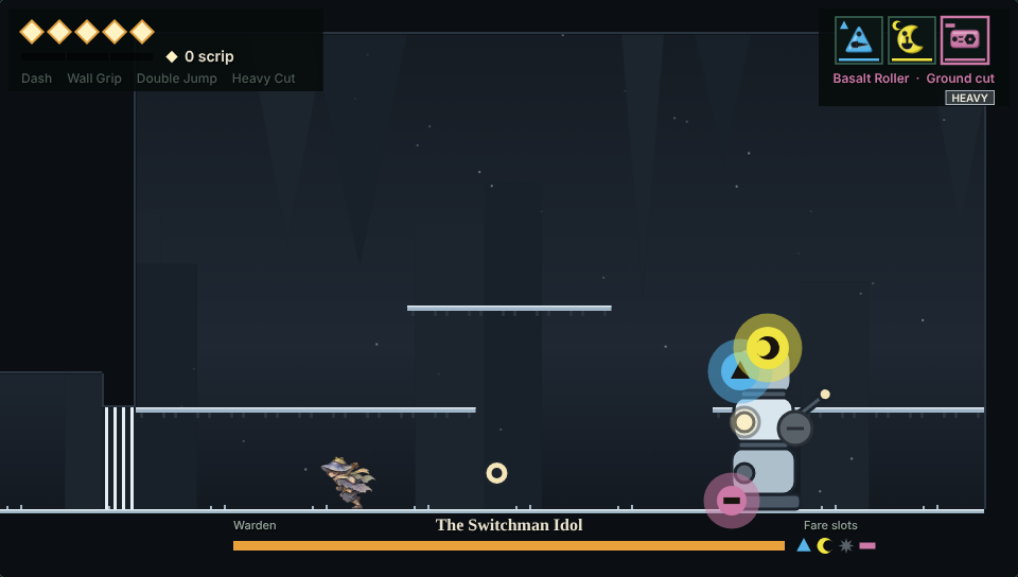 0 scrip
Dash Wall Grip Double Jump Heavy Cut
Basalt Roller · Ground cut
HEAVY
Warden
The Switchman Idol
Fare slots